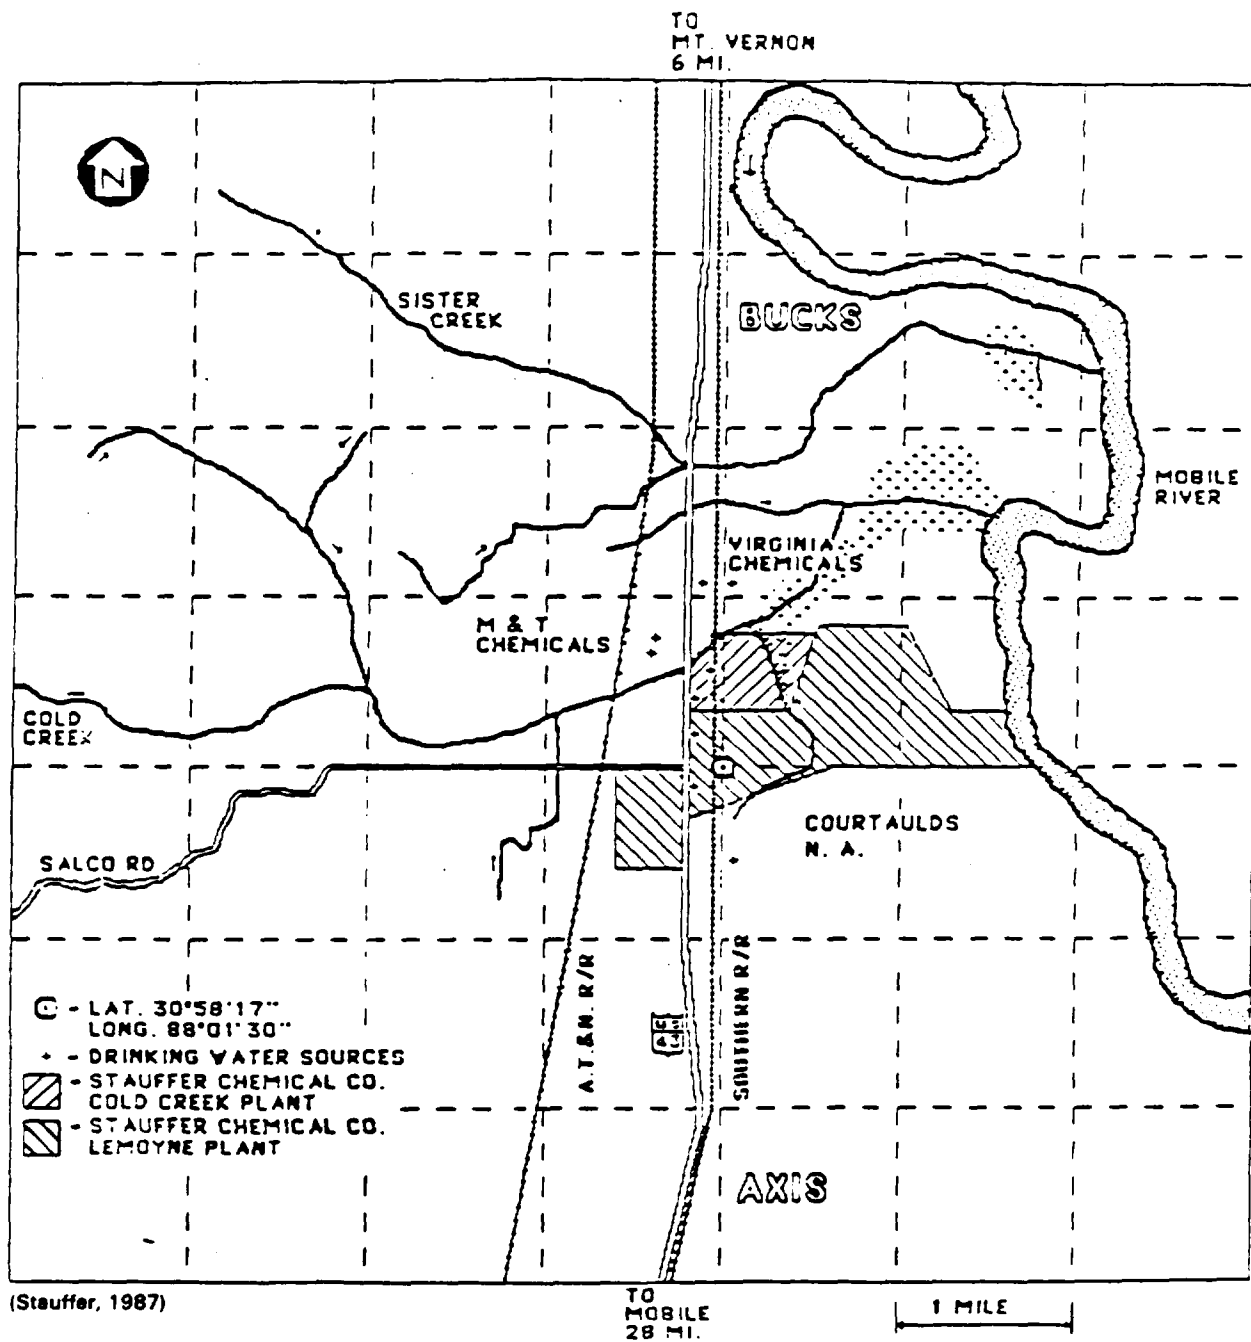 TO
MT. VERNON
6 MI.
N
SISTER
CREEK
BUCKS
MOBILE
RIVER
VIRGINIA
CHEMICALS
M & T
CHEMICALS
COLD
CREEK
COURTAULDS
N. A.
SALCO RD
A.T.&N. R/R
SOUTHERN R/R
- LAT. 30°58'17"
LONG. 88°01'30"
+ - DRINKING WATER SOURCES
- STAUFFER CHEMICAL CO.
COLD CREEK PLANT
- STAUFFER CHEMICAL CO.
LEMOYNE PLANT
AXIS
(Stauffer, 1987)
TO
MOBILE
28 MI.
1 MILE